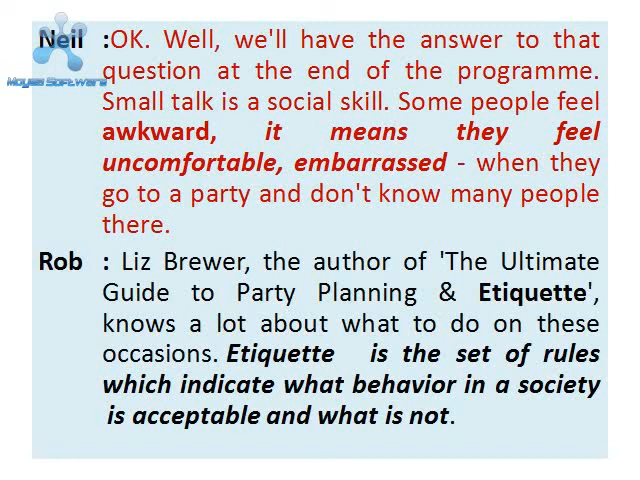 Neil :OK. Well, we'll have the answer to that
question at the end of the programme.
Small talk is a social skill. Some people feel
awkward, it means they feel
uncomfortable, embarrassed - when they
go to a party and don't know many people
there.
Rob : Liz Brewer, the author of 'The Ultimate
Guide to Party Planning & Etiquette',
knows a lot about what to do on these
occasions. Etiquette is the set of rules
which indicate what behavior in a society
is acceptable and what is not.
Moyea Software